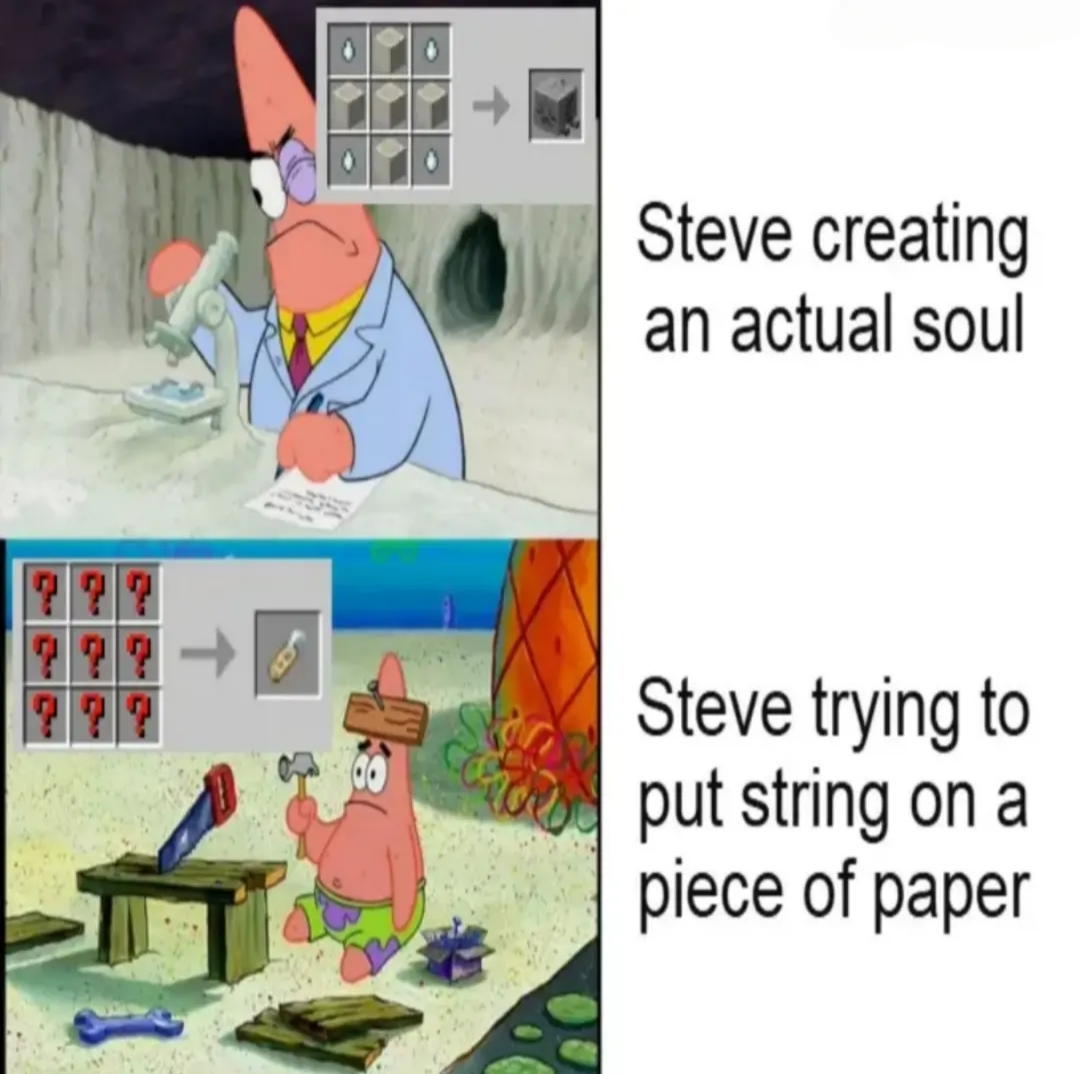 Steve creating
an actual soul
? ? ?
? ? ?
? ? ?
Steve trying to
put string on a
piece of paper